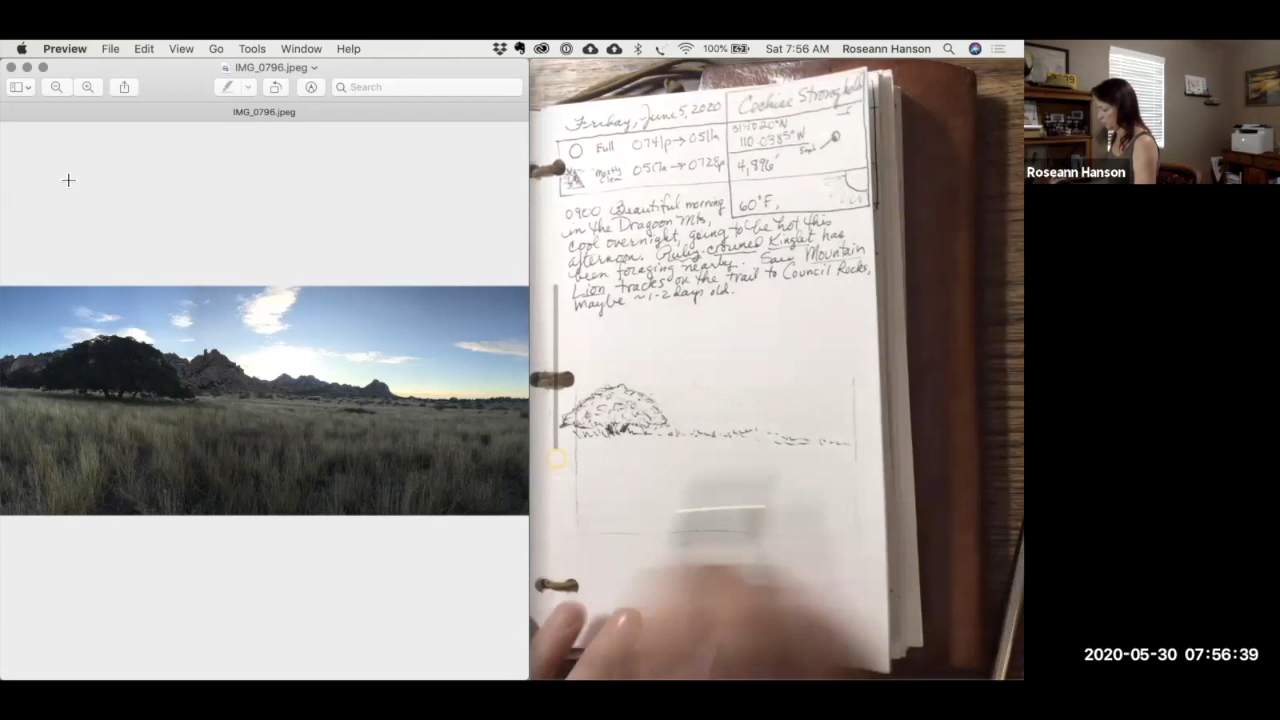 Preview File Edit View Go Tools Window Help
100% Sat 7:56 AM Roseann Hanson
IMG_0796.jpeg
Search
IMG_0796.jpeg
Friday, June 5, 2020
Cochise Stronghold
Full 0741p → 0511a
110.0385°W
5mph
Mostly Clear 0517a → 0728p
4,896'
60°F,
0900 Beautiful morning
in the Dragoon Mts,
cool overnight, going to be hot this
afternoon. Ruby-crowned Kinglet has
been foraging nearby. Saw Mountain
Lion tracks on the trail to Council Rocks,
maybe ~1-2 days old.
Roseann Hanson
2020-05-30 07:56:39